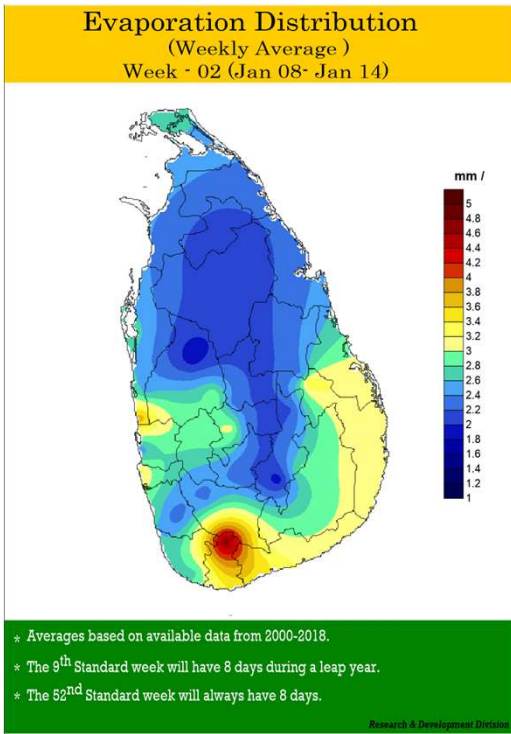 Evaporation Distribution
(Weekly Average )
Week - 02 (Jan 08- Jan 14)
mm /
5
4.8
4.6
4.4
4.2
4
3.8
3.6
3.4
3.2
3
2.8
2.6
2.4
2.2
2
1.8
1.6
1.4
1.2
1
* Averages based on available data from 2000-2018.
* The 9th Standard week will have 8 days during a leap year.
* The 52nd Standard week will always have 8 days.
Research & Development Division